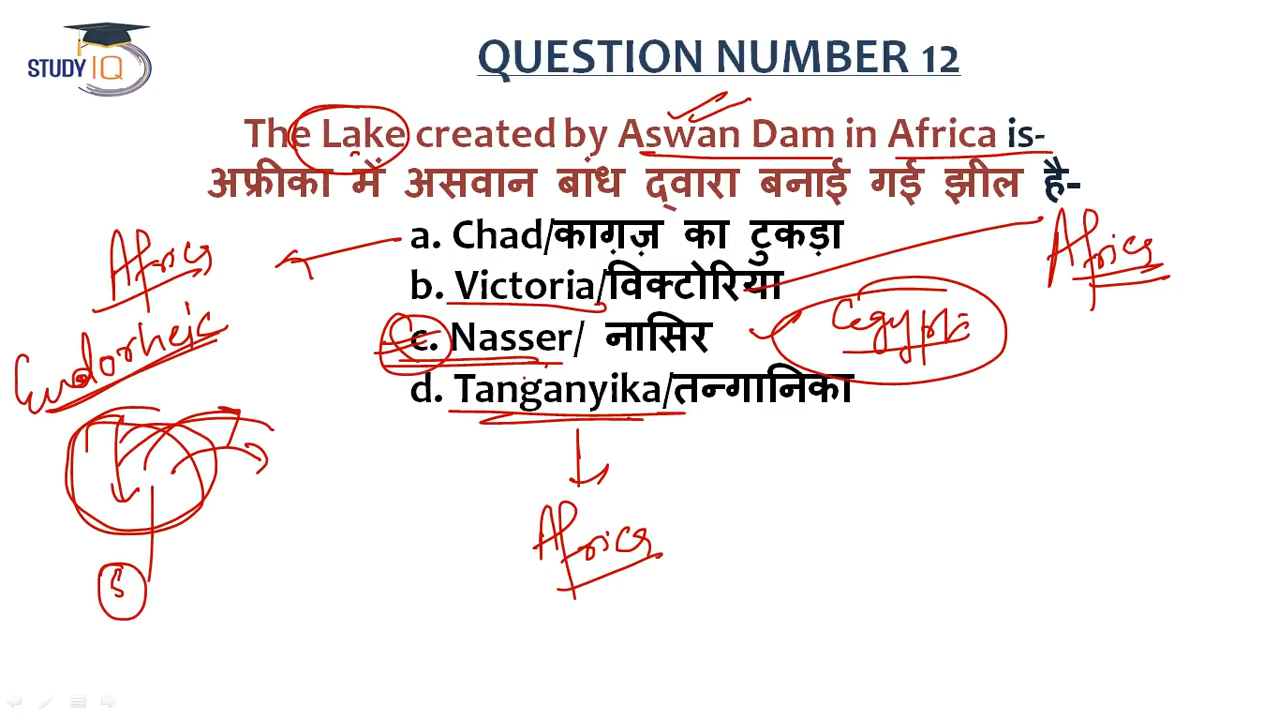 STUDY IQ
QUESTION NUMBER 12
The Lake created by Aswan Dam in Africa is-
अफ्रीका में असवान बांध द्वारा बनाई गई झील है-
a. Chad/काग़ज़ का टुकड़ा
b. Victoria/विक्टोरिया
c. Nasser/ नासिर
d. Tanganyika/तन्गानिका
Africa
Africa
Endorheic
Egypt
Africa
5